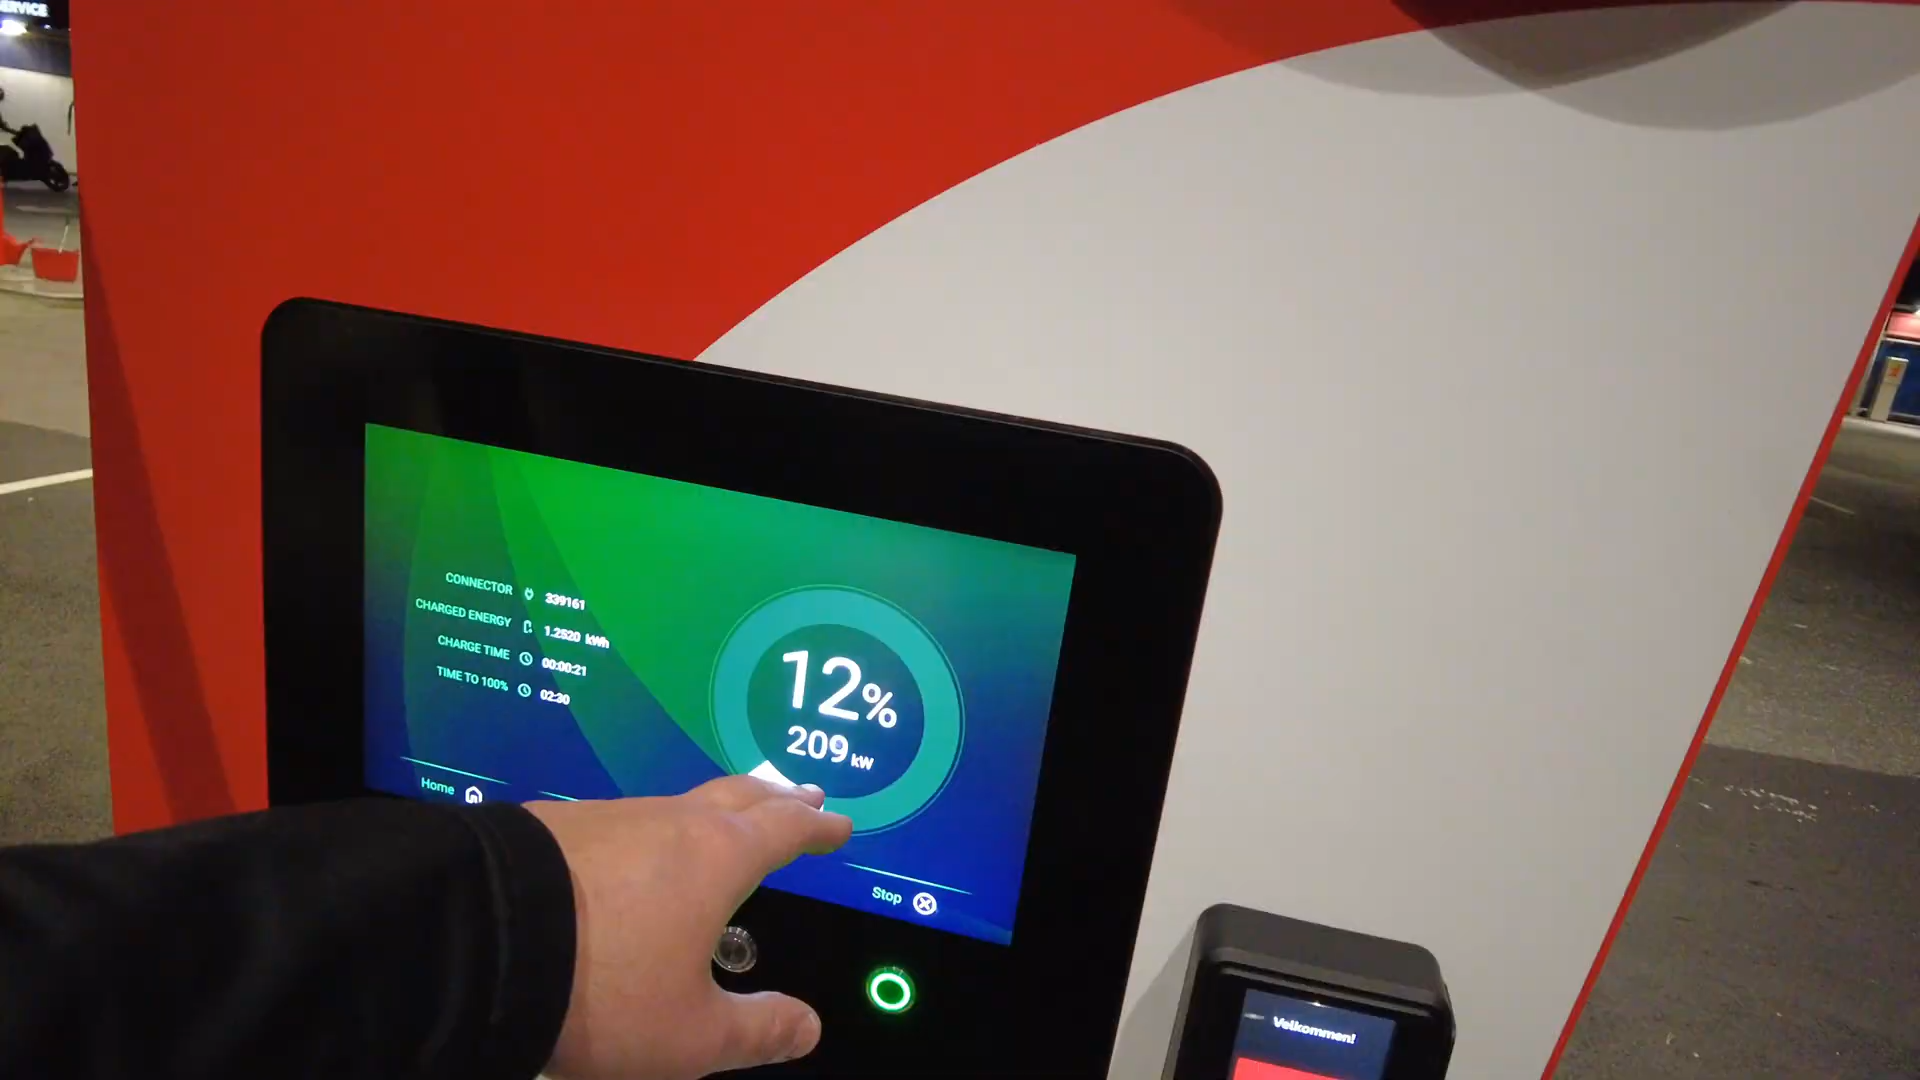 SERVICE
CONNECTOR 339161
CHARGED ENERGY 1.2520 kWh
CHARGE TIME 00:00:21
TIME TO 100% 02:30
12%
209 kW
Home
Stop
Velkommen!